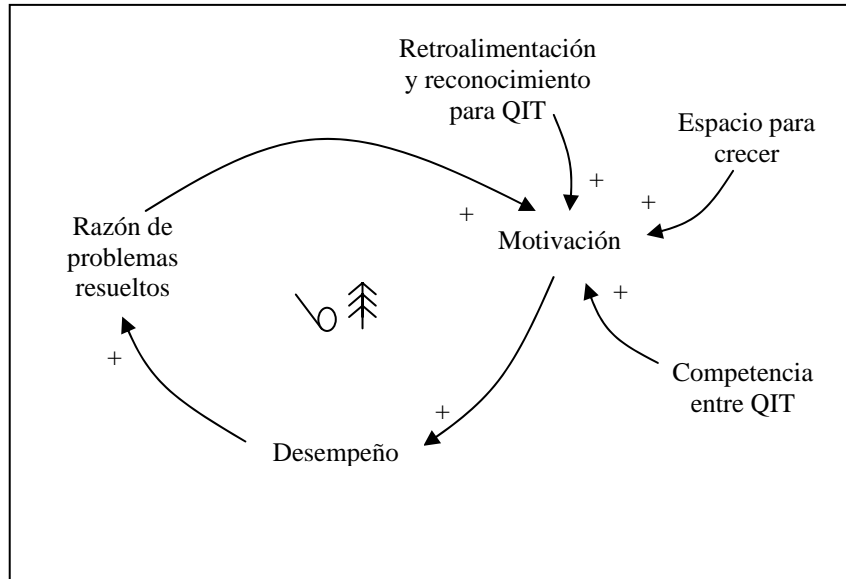 Retroalimentación
y reconocimiento
para QIT
Espacio para
crecer
+
+
+
Razón de
problemas
resueltos
Motivación
+
+
Competencia
entre QIT
+
Desempeño